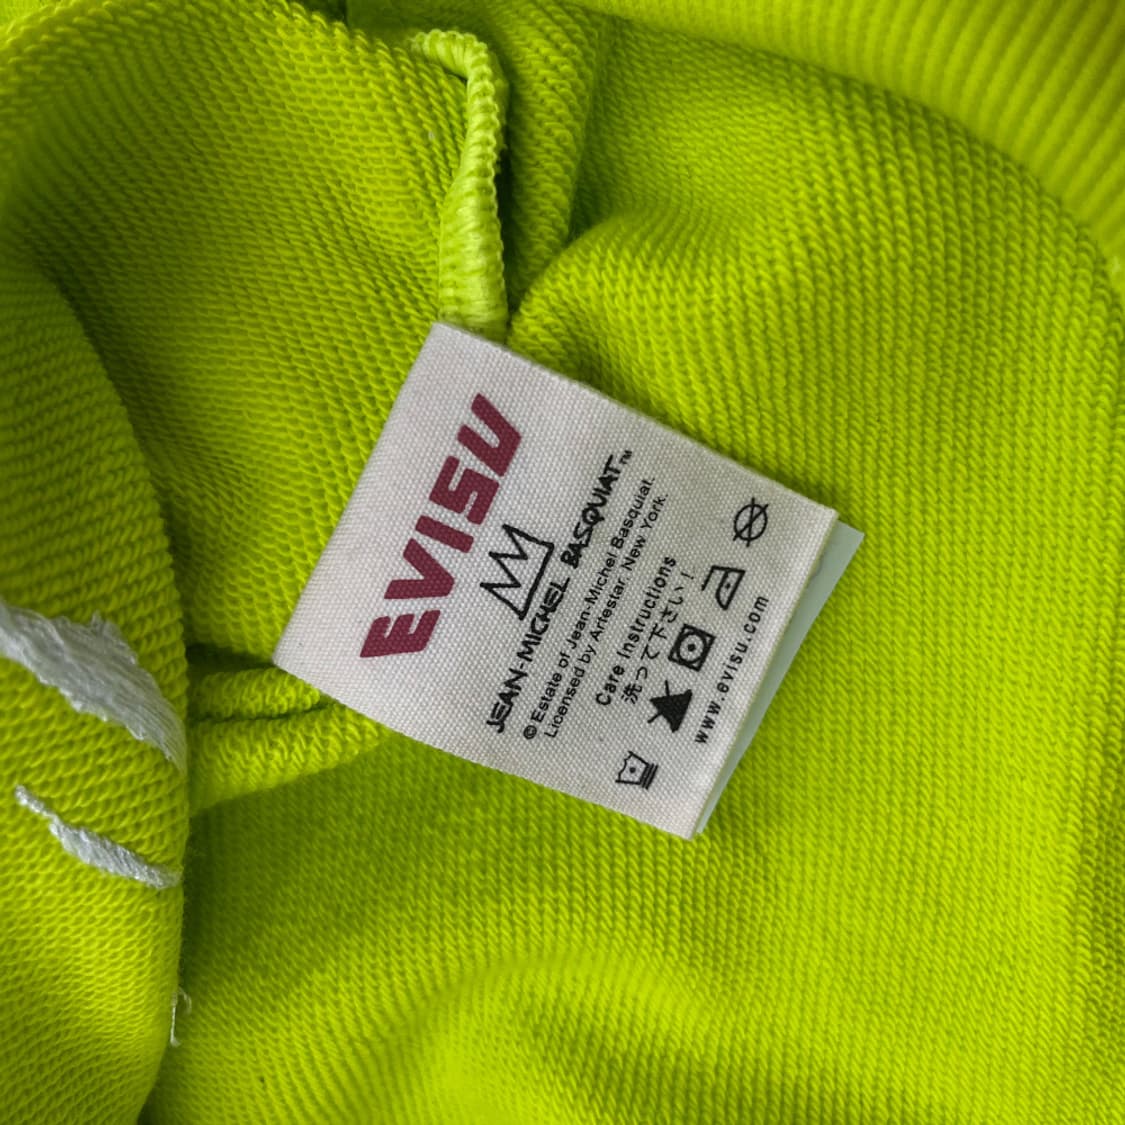 EVISU
JEAN-MICHEL BASQUIAT™
© Estate of Jean-Michel Basquiat.
Licensed by Artestar, New York.
Care Instructions
洗って下さい!
www.evisu.com